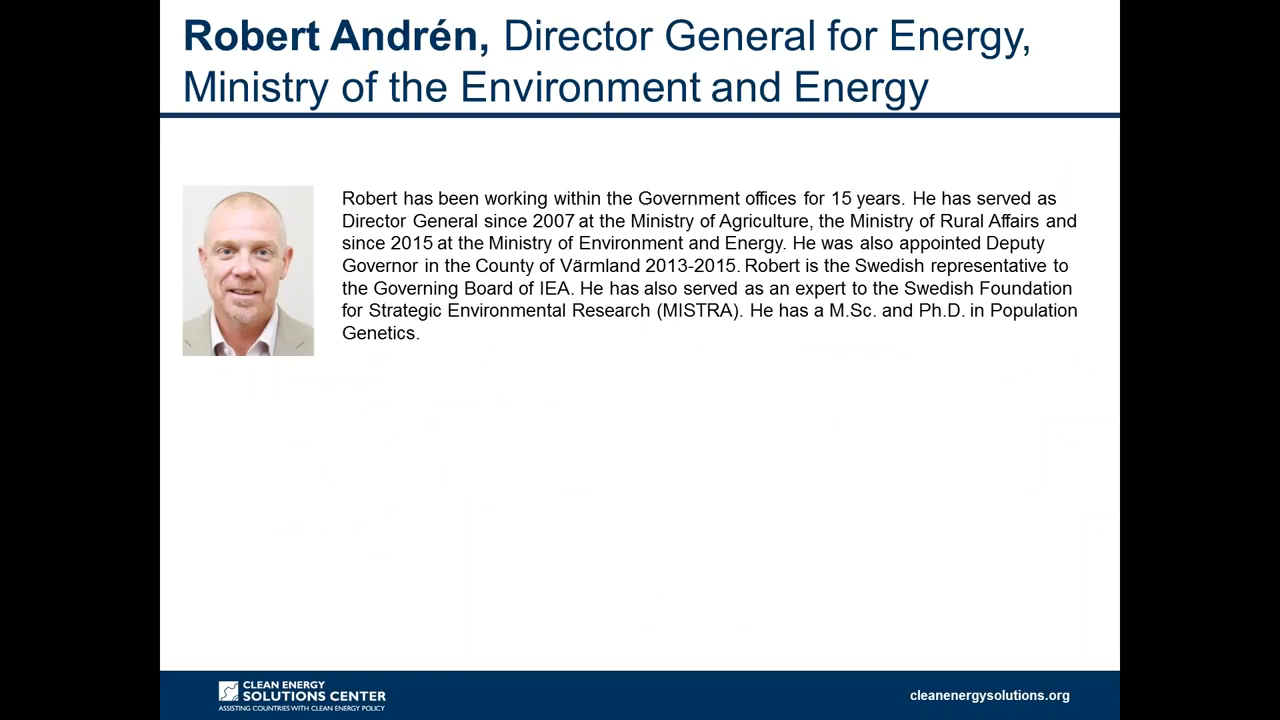 Robert Andrén, Director General for Energy,
Ministry of the Environment and Energy
Robert has been working within the Government offices for 15 years. He has served as
Director General since 2007 at the Ministry of Agriculture, the Ministry of Rural Affairs and
since 2015 at the Ministry of Environment and Energy. He was also appointed Deputy
Governor in the County of Värmland 2013-2015. Robert is the Swedish representative to
the Governing Board of IEA. He has also served as an expert to the Swedish Foundation
for Strategic Environmental Research (MISTRA). He has a M.Sc. and Ph.D. in Population
Genetics.
CLEAN ENERGY
SOLUTIONS CENTER
ASSISTING COUNTRIES WITH CLEAN ENERGY POLICY
cleanenergysolutions.org